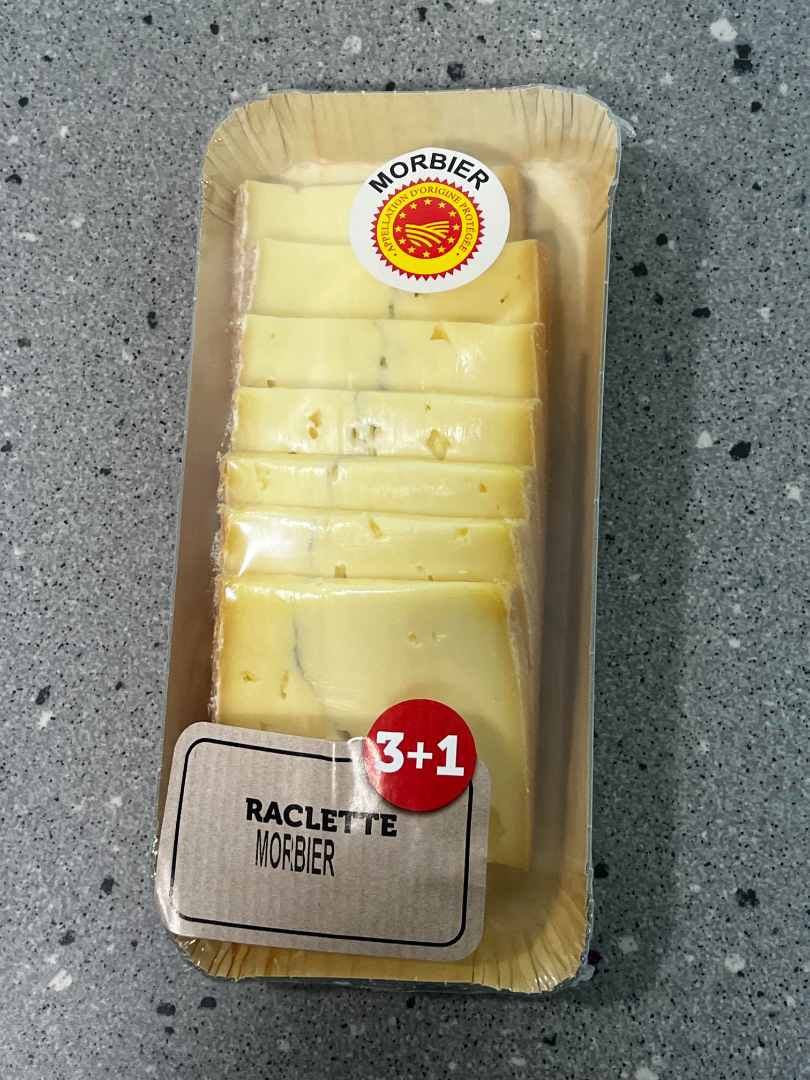 MORBIER
APPELLATION D'ORIGINE PROTÉGÉE
3+1
RACLETTE
MORBIER